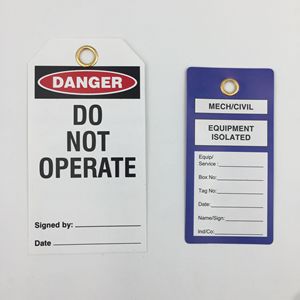 DANGER
DO
NOT
OPERATE
Signed by:
Date
MECH/CIVIL
EQUIPMENT
ISOLATED
Equip/
Service :
Box No:
Tag No:
Date:
Name/Sign:
Ind/Co: